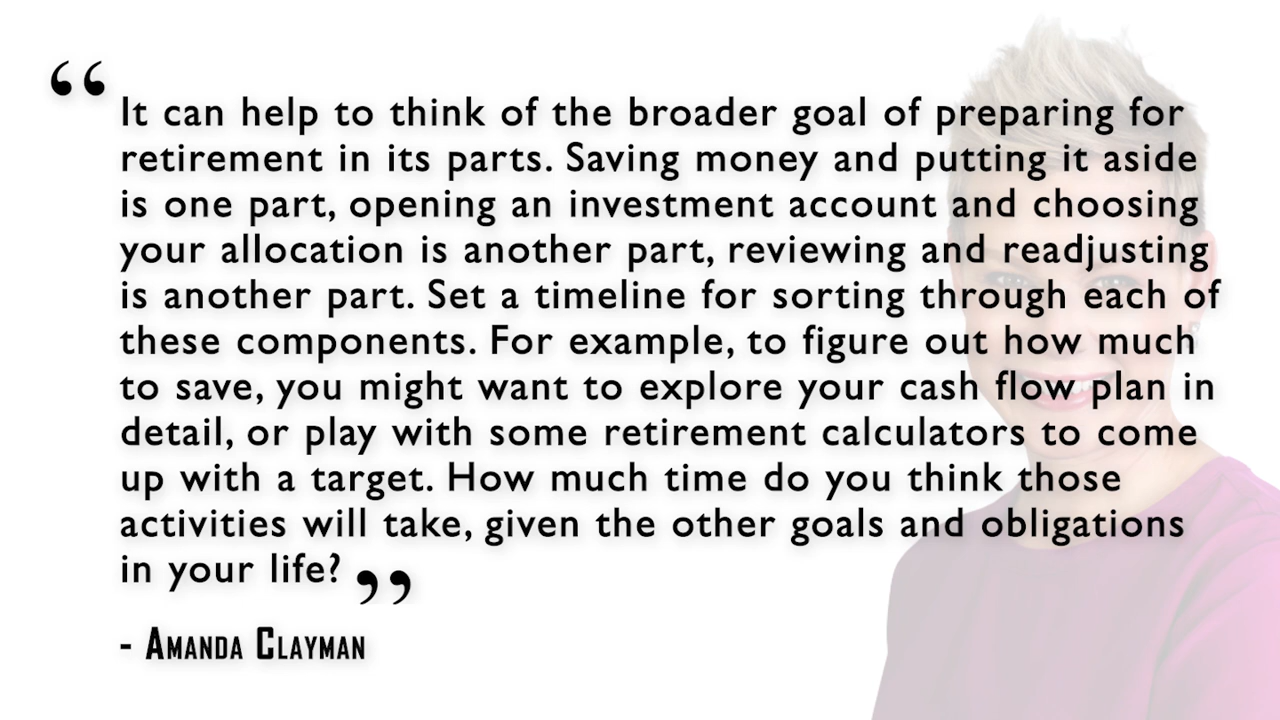 “ It can help to think of the broader goal of preparing for
retirement in its parts. Saving money and putting it aside
is one part, opening an investment account and choosing
your allocation is another part, reviewing and readjusting
is another part. Set a timeline for sorting through each of
these components. For example, to figure out how much
to save, you might want to explore your cash flow plan in
detail, or play with some retirement calculators to come
up with a target. How much time do you think those
activities will take, given the other goals and obligations
in your life? ”
- Amanda Clayman